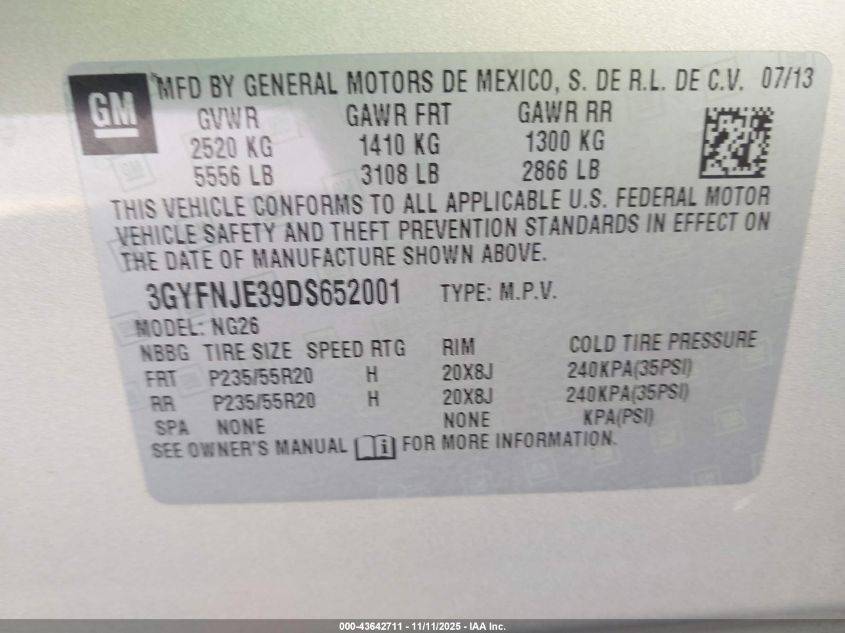 GM
MFD BY GENERAL MOTORS DE MEXICO, S. DE R.L. DE C.V. 07/13
GVWR GAWR FRT GAWR RR
2520 KG 1410 KG 1300 KG
5556 LB 3108 LB 2866 LB
THIS VEHICLE CONFORMS TO ALL APPLICABLE U.S. FEDERAL MOTOR
VEHICLE SAFETY AND THEFT PREVENTION STANDARDS IN EFFECT ON
THE DATE OF MANUFACTURE SHOWN ABOVE.
3GYFNJE39DS652001 TYPE: M.P.V.
MODEL: NG26
NBBG TIRE SIZE SPEED RTG RIM COLD TIRE PRESSURE
FRT P235/55R20 H 20X8J 240KPA(35PSI)
RR P235/55R20 H 20X8J 240KPA(35PSI)
SPA NONE NONE KPA(PSI)
SEE OWNER'S MANUAL FOR MORE INFORMATION.
000-43642711 - 11/11/2025 - IAA Inc.